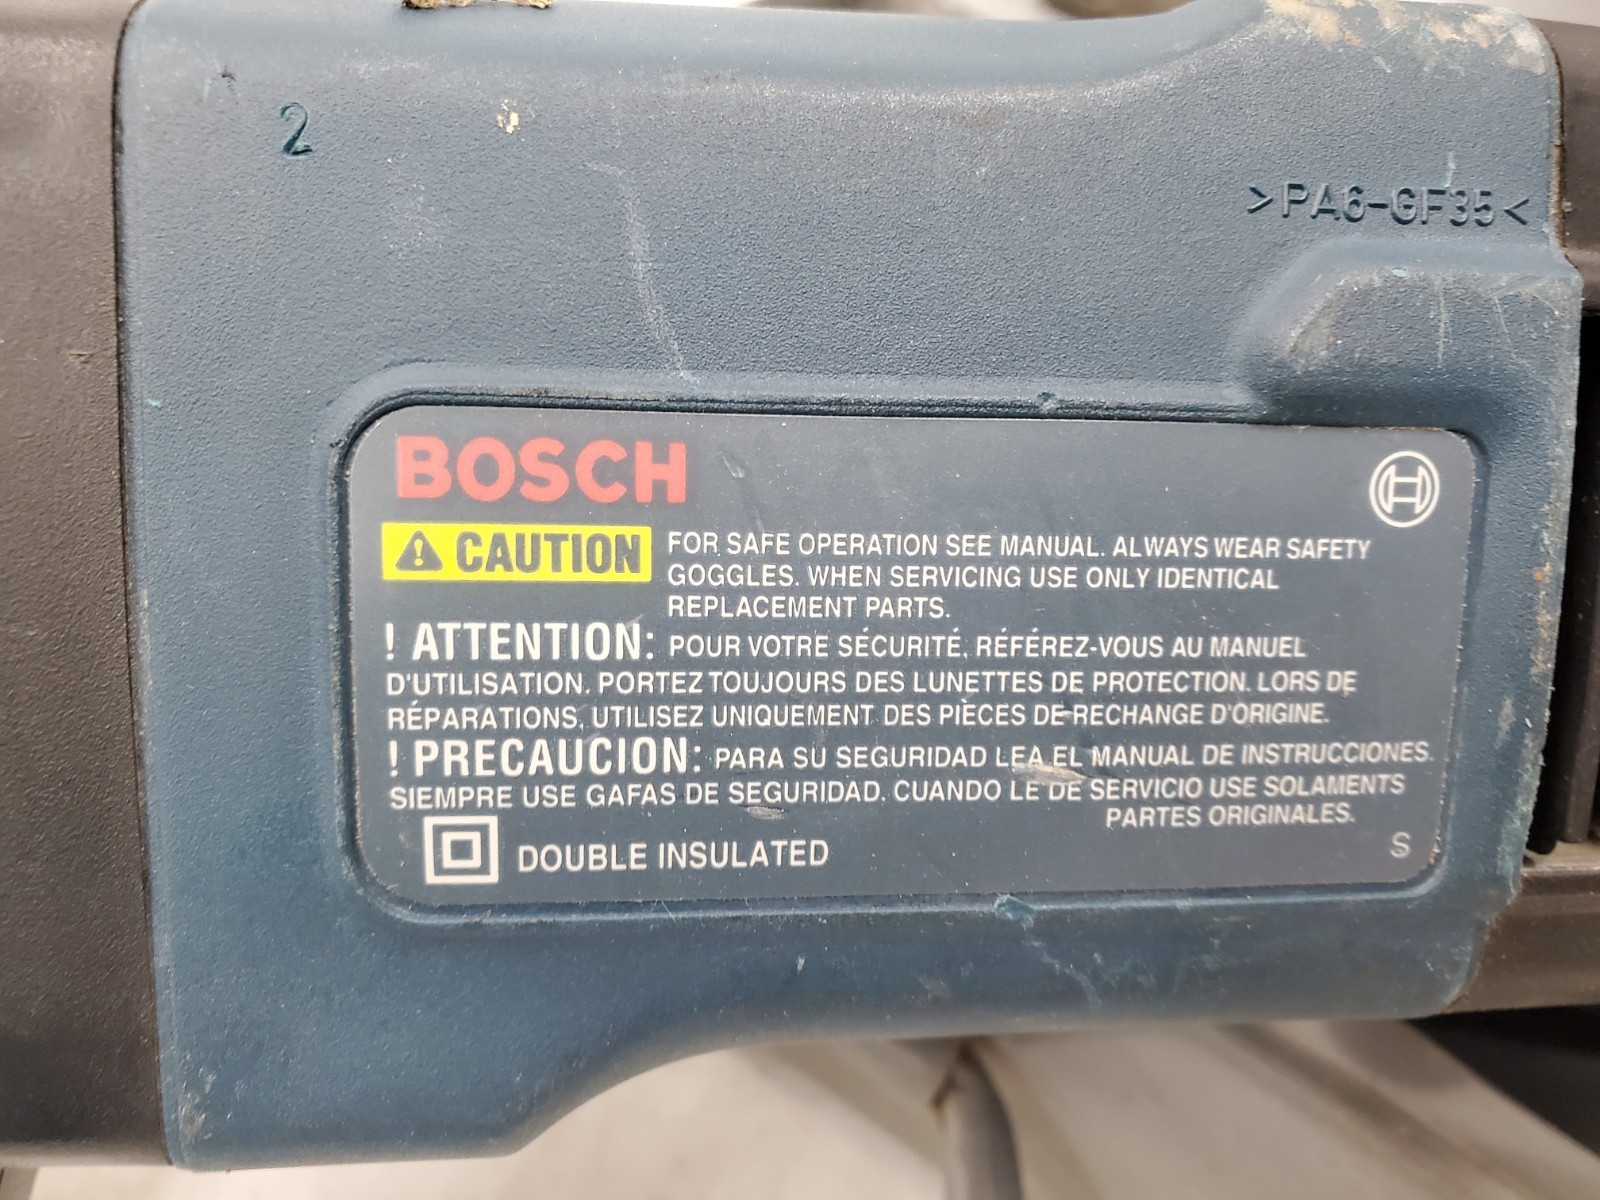 2
>PA6-GF35<
BOSCH
CAUTION FOR SAFE OPERATION SEE MANUAL. ALWAYS WEAR SAFETY
GOGGLES. WHEN SERVICING USE ONLY IDENTICAL
REPLACEMENT PARTS.
! ATTENTION: POUR VOTRE SÉCURITÉ, RÉFÉREZ-VOUS AU MANUEL
D'UTILISATION. PORTEZ TOUJOURS DES LUNETTES DE PROTECTION. LORS DE
RÉPARATIONS, UTILISEZ UNIQUEMENT DES PIÈCES DE RECHANGE D'ORIGINE.
! PRECAUCION: PARA SU SEGURIDAD LEA EL MANUAL DE INSTRUCCIONES.
SIEMPRE USE GAFAS DE SEGURIDAD. CUANDO LE DE SERVICIO USE SOLAMENTS
PARTES ORIGINALES.
DOUBLE INSULATED
S